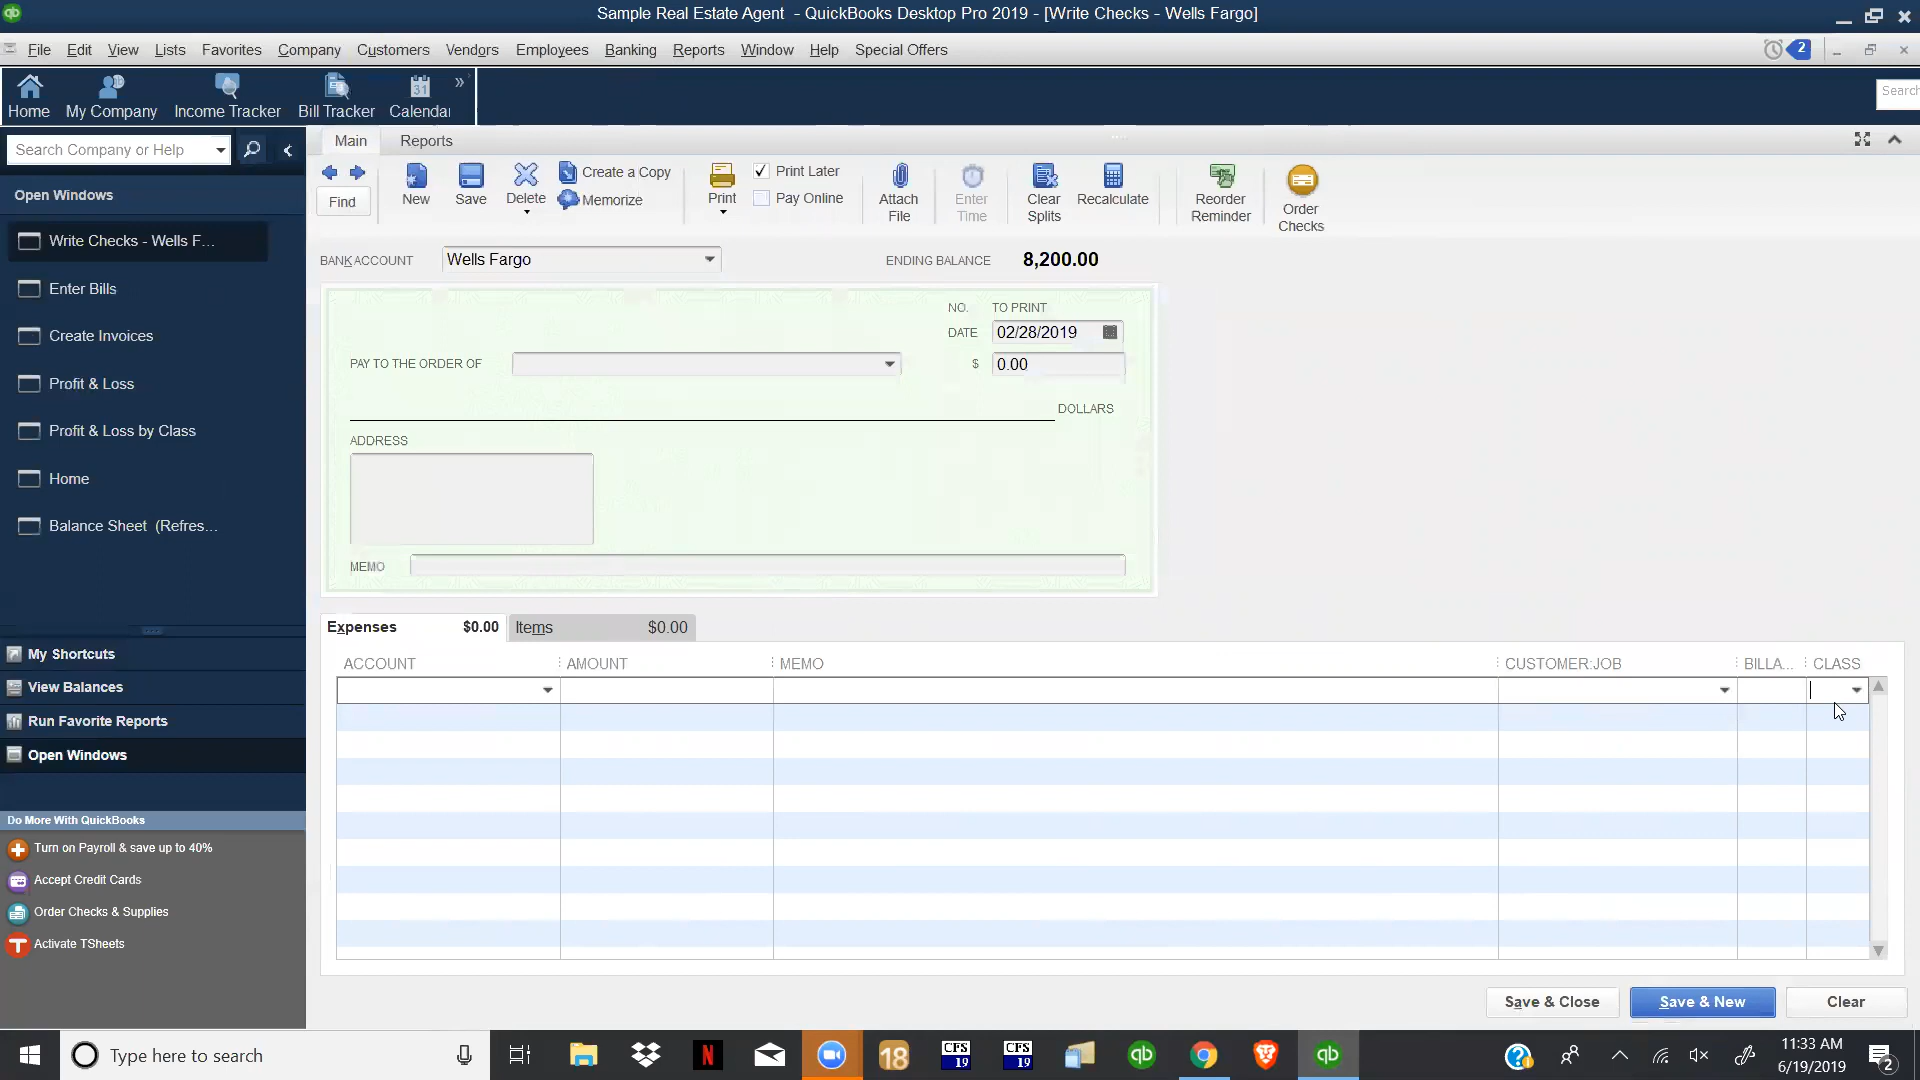 Sample Real Estate Agent - QuickBooks Desktop Pro 2019 - [Write Checks - Wells Fargo]
File Edit View Lists Favorites Company Customers Vendors Employees Banking Reports Window Help Special Offers 2
Home My Company Income Tracker Bill Tracker Calenda
Search
Search Company or Help
Main Reports
Open Windows
Write Checks - Wells F...
Enter Bills
Create Invoices
Profit & Loss
Profit & Loss by Class
Home
Balance Sheet (Refres...
My Shortcuts
View Balances
Run Favorite Reports
Open Windows
Do More With QuickBooks
Turn on Payroll & save up to 40%
Accept Credit Cards
Order Checks & Supplies
Activate TSheets
Find
New
Save
Delete
Create a Copy
Memorize
Print
Print Later
Pay Online
Attach
File
Enter
Time
Clear
Splits
Recalculate
Reorder
Reminder
Order
Checks
BANK ACCOUNT Wells Fargo ENDING BALANCE 8,200.00
NO. TO PRINT
DATE 02/28/2019
PAY TO THE ORDER OF $ 0.00
DOLLARS
ADDRESS
MEMO
Expenses $0.00 Items $0.00
ACCOUNT AMOUNT MEMO CUSTOMER:JOB BILLA... CLASS
Save & Close Save & New Clear
Type here to search
31
18
CFS
19
CFS
19
qb
qb
11:33 AM
6/19/2019
2